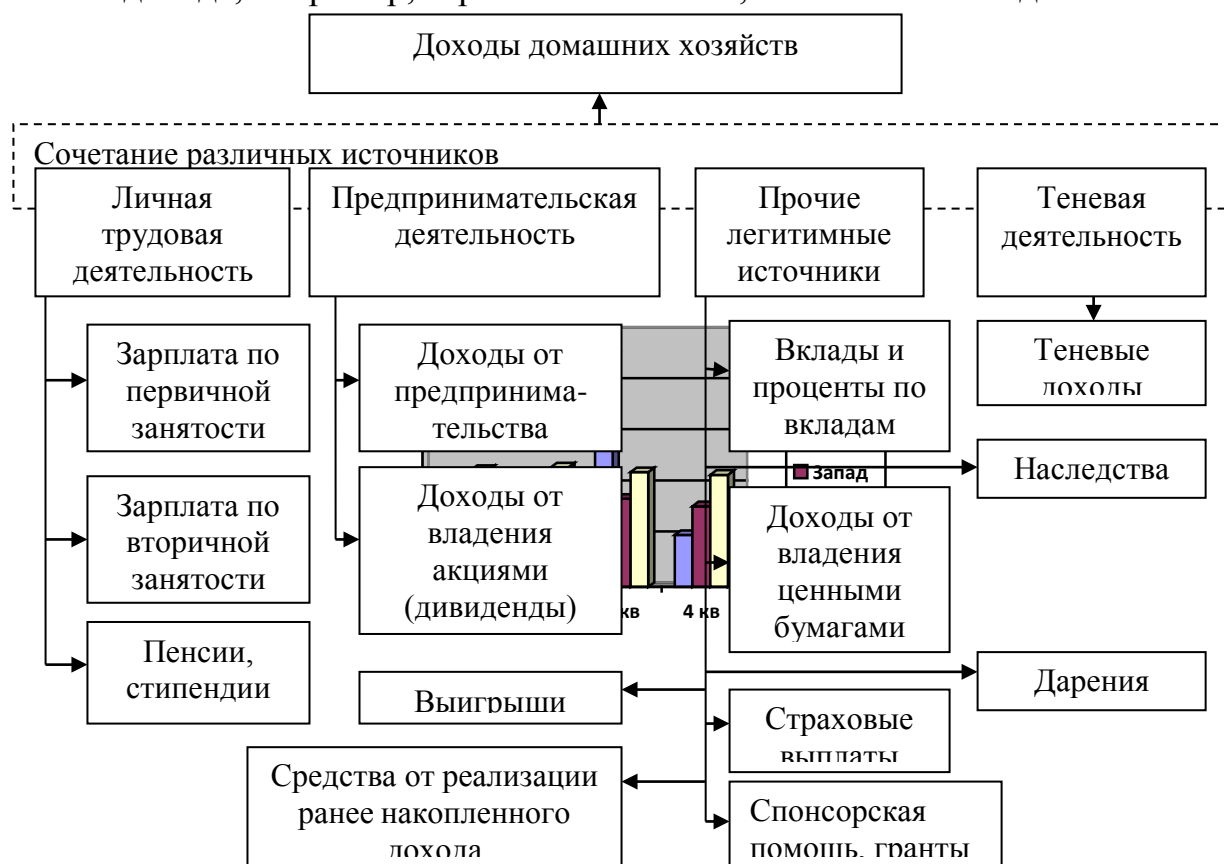 Доходы домашних хозяйств
Сочетание различных источников
Личная
трудовая
деятельность
Предпринимательская
деятельность
Прочие
легитимные
источники
Теневая
деятельность
Зарплата по
первичной
занятости
Доходы от
предпринима-
тельства
Вклады и
проценты по
вкладам
Теневые
доходы
Запад
Наследства
Зарплата по
вторичной
занятости
Доходы от
владения
акциями
(дивиденды)
Доходы от
владения
ценными
бумагами
кв
4 кв
Пенсии,
стипендии
Выигрыши
Дарения
Страховые
выплаты
Средства от реализации
ранее накопленного
дохода
Спонсорская
помощь, гранты